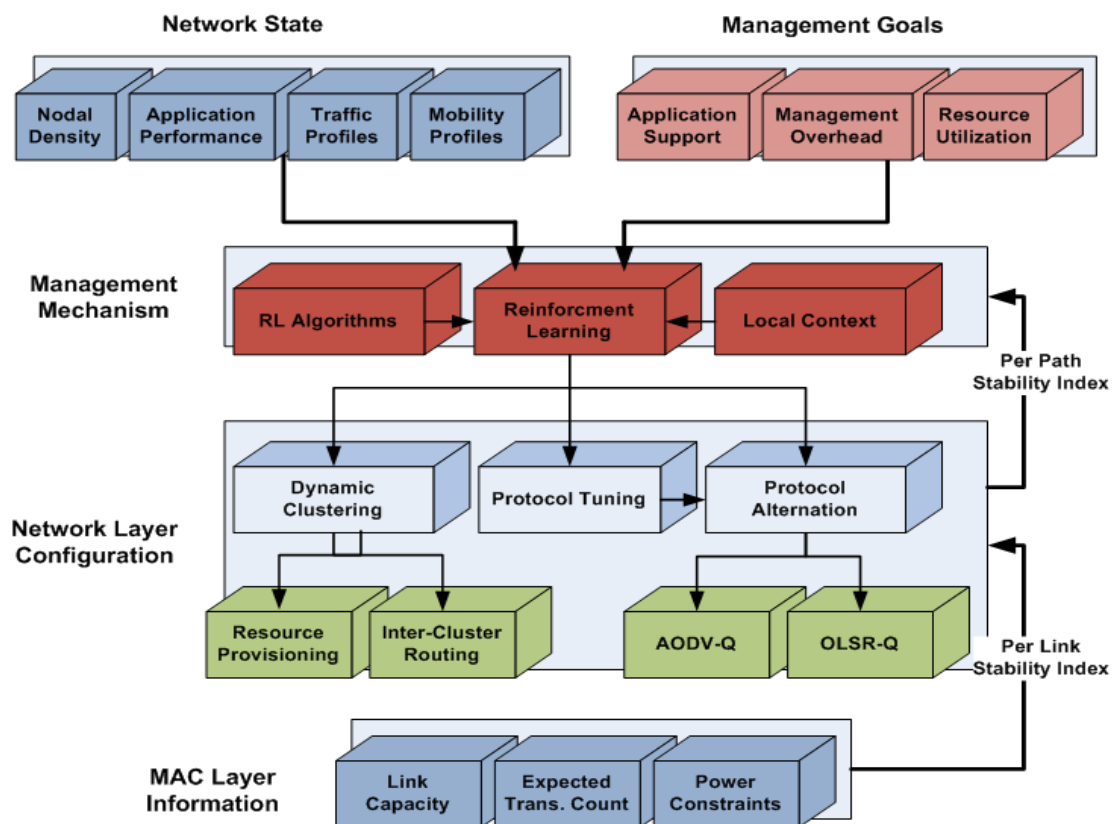 Network State
Management Goals
Nodal
Density
Application
Performance
Traffic
Profiles
Mobility
Profiles
Application
Support
Management
Overhead
Resource
Utilization
Management
Mechanism
RL Algorithms
Reinforcment
Learning
Local Context
Per Path
Stability Index
Network Layer
Configuration
Dynamic
Clustering
Protocol Tuning
Protocol
Alternation
Resource
Provisioning
Inter-Cluster
Routing
AODV-Q
OLSR-Q
Per Link
Stability Index
MAC Layer
Information
Link
Capacity
Expected
Trans. Count
Power
Constraints